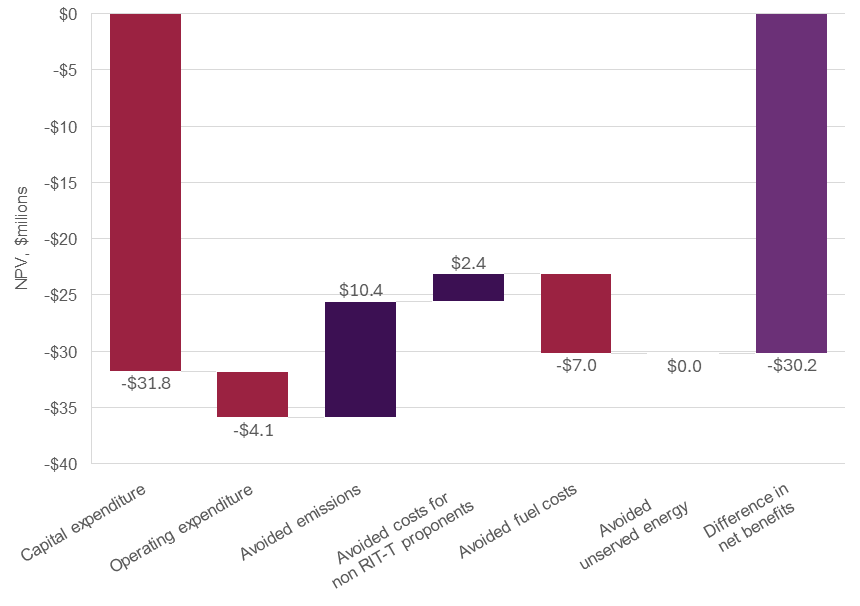 $0
-$5
-$10
-$15
-$20
-$25
-$30
-$35
-$40
NPV, $milions
-$31.8
-$4.1
$10.4
$2.4
-$7.0
$0.0
-$30.2
Capital expenditure
Operating expenditure
Avoided emissions
Avoided costs for
non RIT-T proponents
Avoided fuel costs
Avoided
unserved energy
Difference in
net benefits